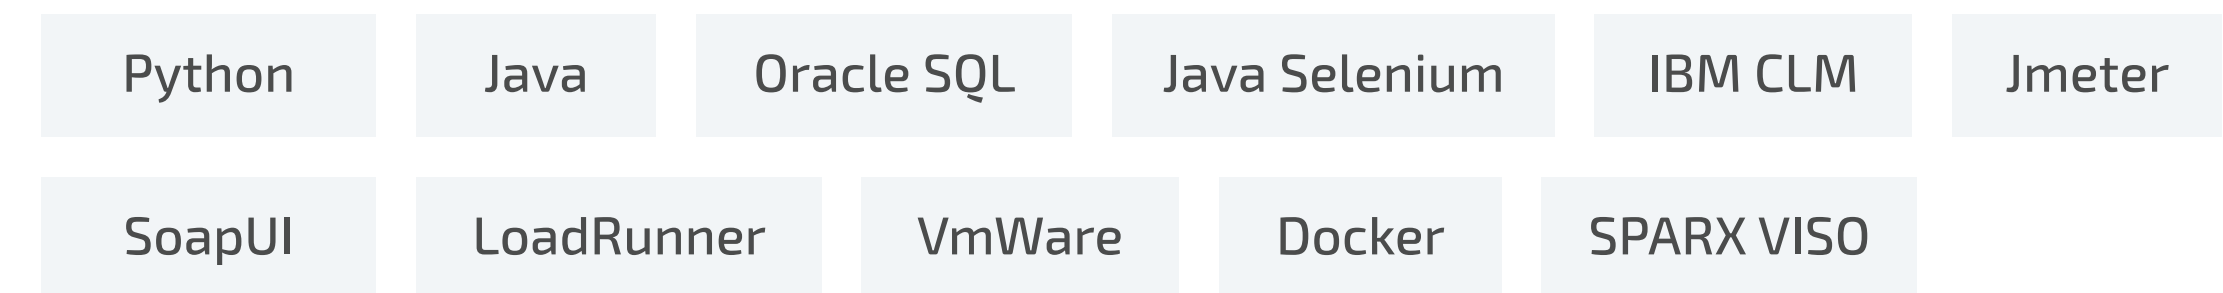 Python Java Oracle SQL Java Selenium IBM CLM Jmeter
SoapUI LoadRunner VmWare Docker SPARX VISO